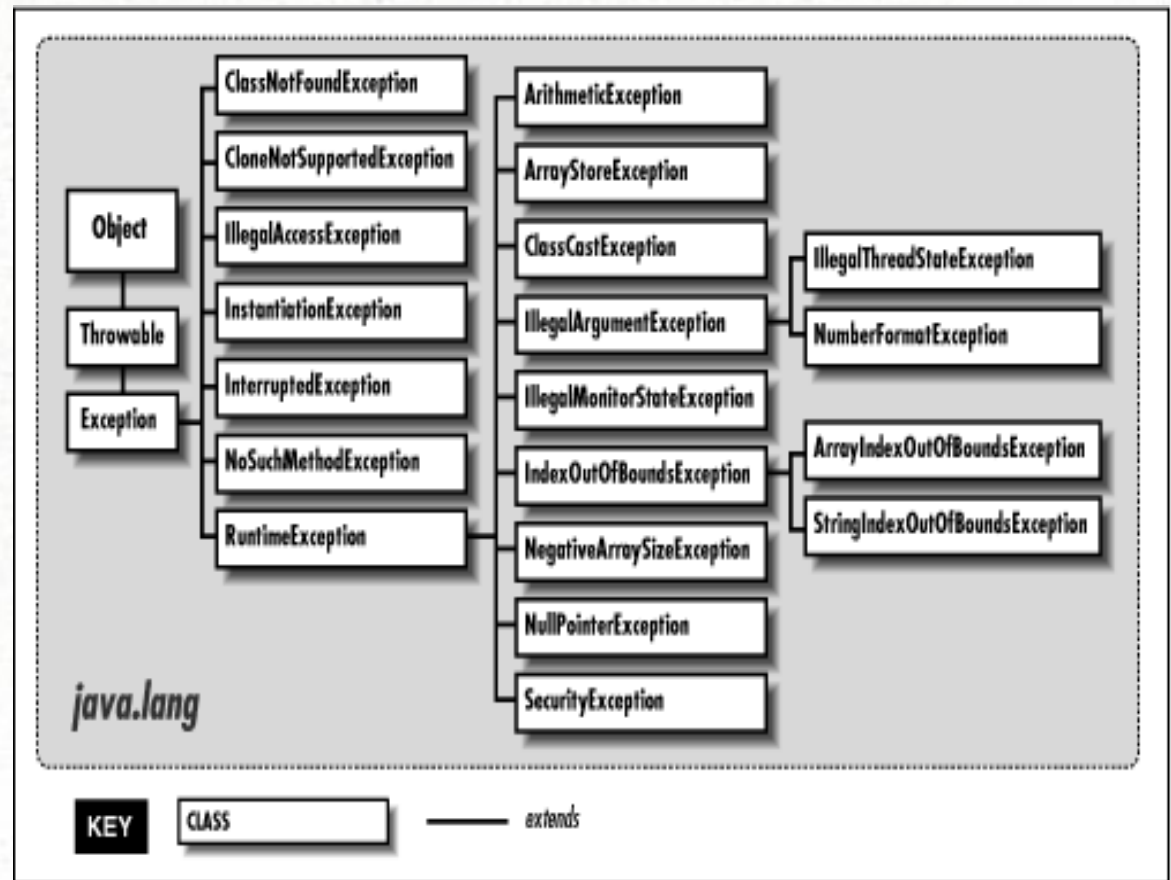 Object
Throwable
Exception
ClassNotFoundException
CloneNotSupportedException
IllegalAccessException
InstantiationException
InterruptedException
NoSuchMethodException
RuntimeException
ArithmeticException
ArrayStoreException
ClassCastException
IllegalArgumentException
IllegalMonitorStateException
IndexOutOfBoundsException
NegativeArraySizeException
NullPointerException
SecurityException
IllegalThreadStateException
NumberFormatException
ArrayIndexOutOfBoundsException
StringIndexOutOfBoundsException
java.lang
KEY
CLASS
extends